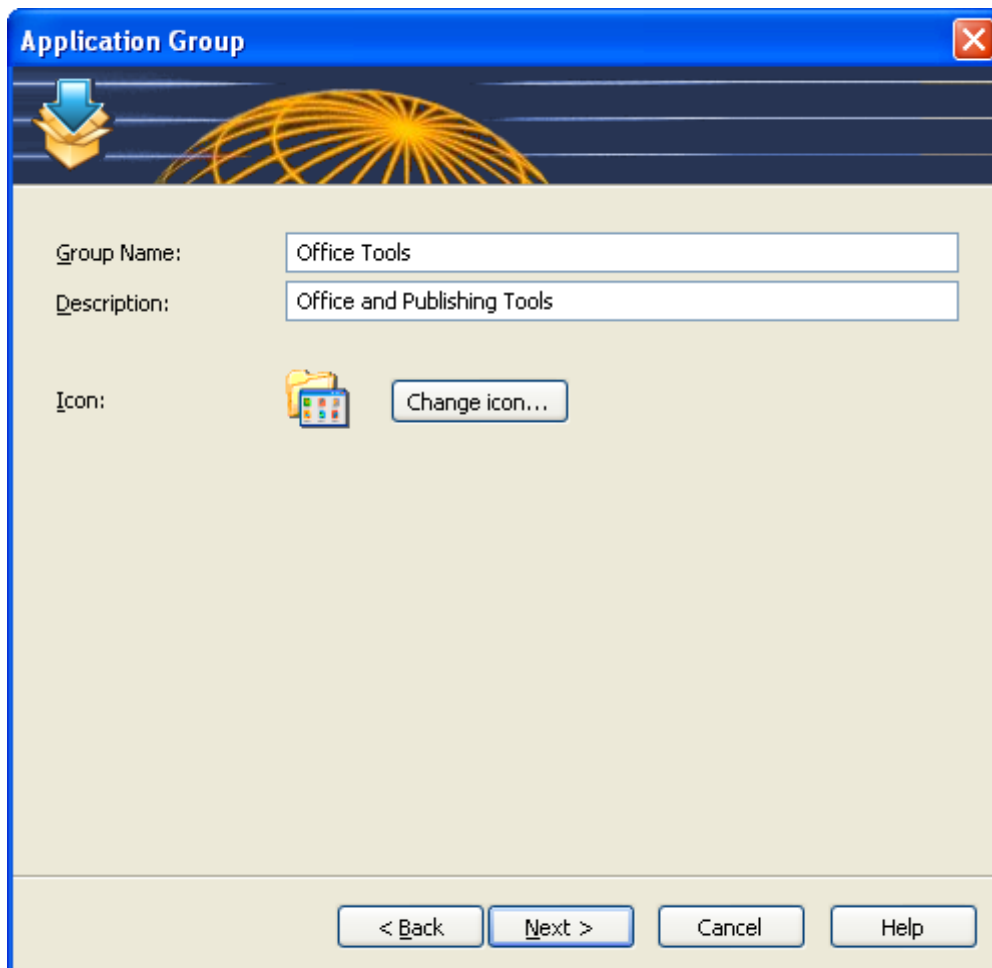 Application Group
Group Name: Office Tools
Description: Office and Publishing Tools
Icon: Change icon...
< Back Next > Cancel Help